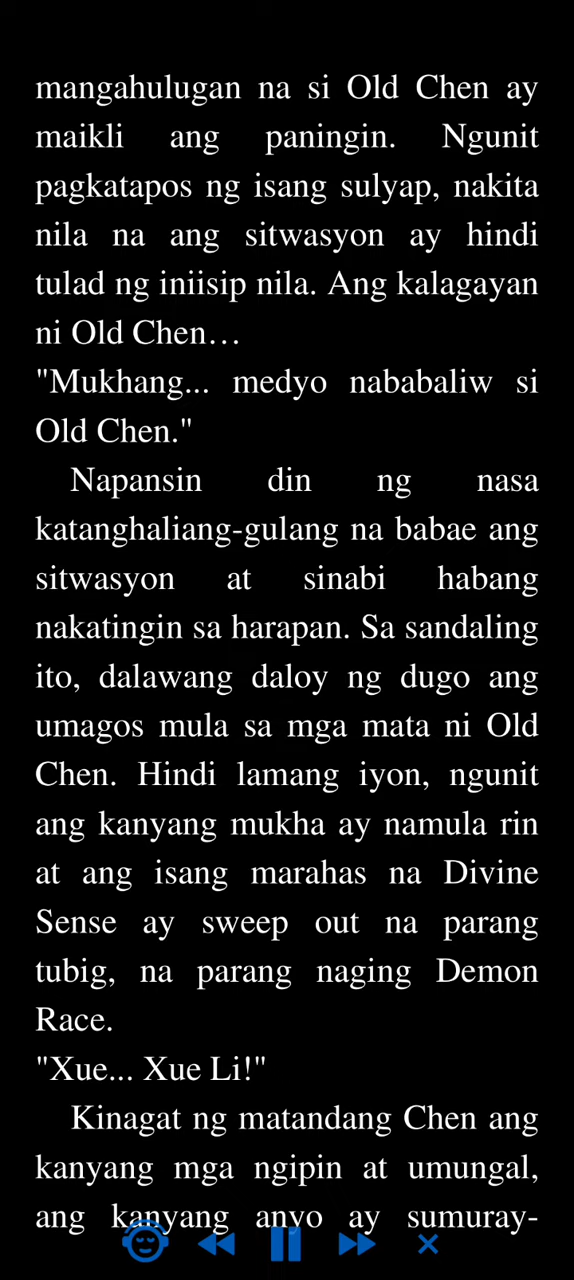 mangahulugan na si Old Chen ay
maikli ang paningin. Ngunit
pagkatapos ng isang sulyap, nakita
nila na ang sitwasyon ay hindi
tulad ng iniisip nila. Ang kalagayan
ni Old Chen…
"Mukhang... medyo nababaliw si
Old Chen."
Napansin din ng nasa
katanghaliang-gulang na babae ang
sitwasyon at sinabi habang
nakatingin sa harapan. Sa sandaling
ito, dalawang daloy ng dugo ang
umagos mula sa mga mata ni Old
Chen. Hindi lamang iyon, ngunit
ang kanyang mukha ay namula rin
at ang isang marahas na Divine
Sense ay sweep out na parang
tubig, na parang naging Demon
Race.
"Xue... Xue Li!"
Kinagat ng matandang Chen ang
kanyang mga ngipin at umungal,
ang kanyang anyo ay sumuray-